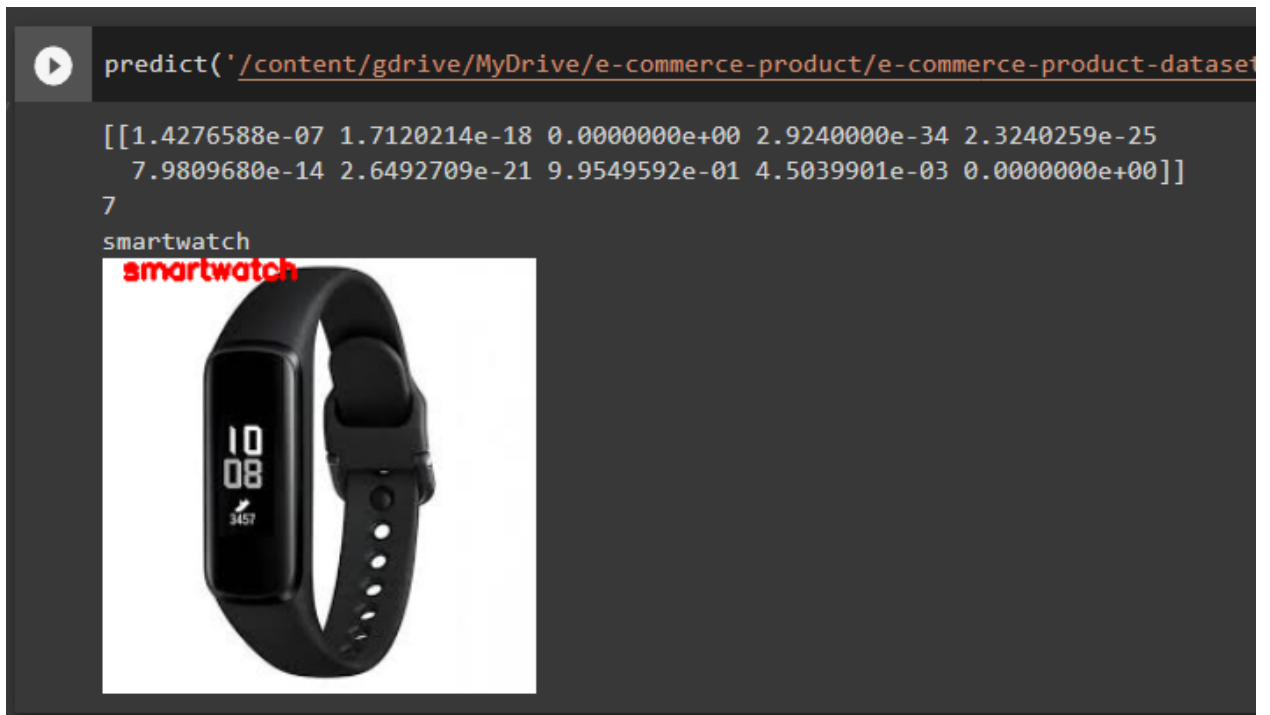 predict('/content/gdrive/MyDrive/e-commerce-product/e-commerce-product-dataset
[[1.4276588e-07 1.7120214e-18 0.0000000e+00 2.9240000e-34 2.3240259e-25
7.9809680e-14 2.6492709e-21 9.9549592e-01 4.5039901e-03 0.0000000e+00]]
7
smartwatch
smartwatch
10
08
3457